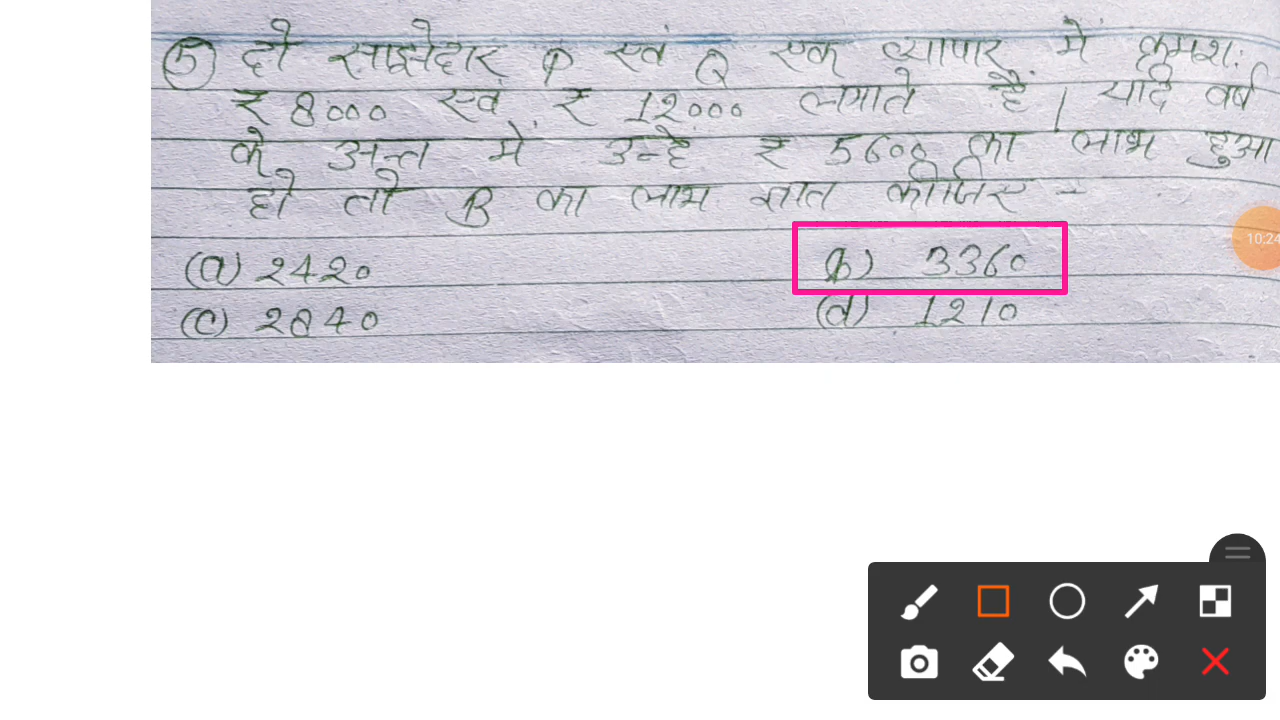 ⑤ दो साझेदार P एवं Q एक व्यापार में क्रमशः
₹ 8000 एवं ₹ 12000 लगाते हैं। यदि वर्ष
के अन्त में उन्हें ₹ 5600 का लाभ हुआ
हो तो B का लाभ ज्ञात कीजिए -
(a) 2420 (b) 3360
(c) 2840 (d) 1210
10:24